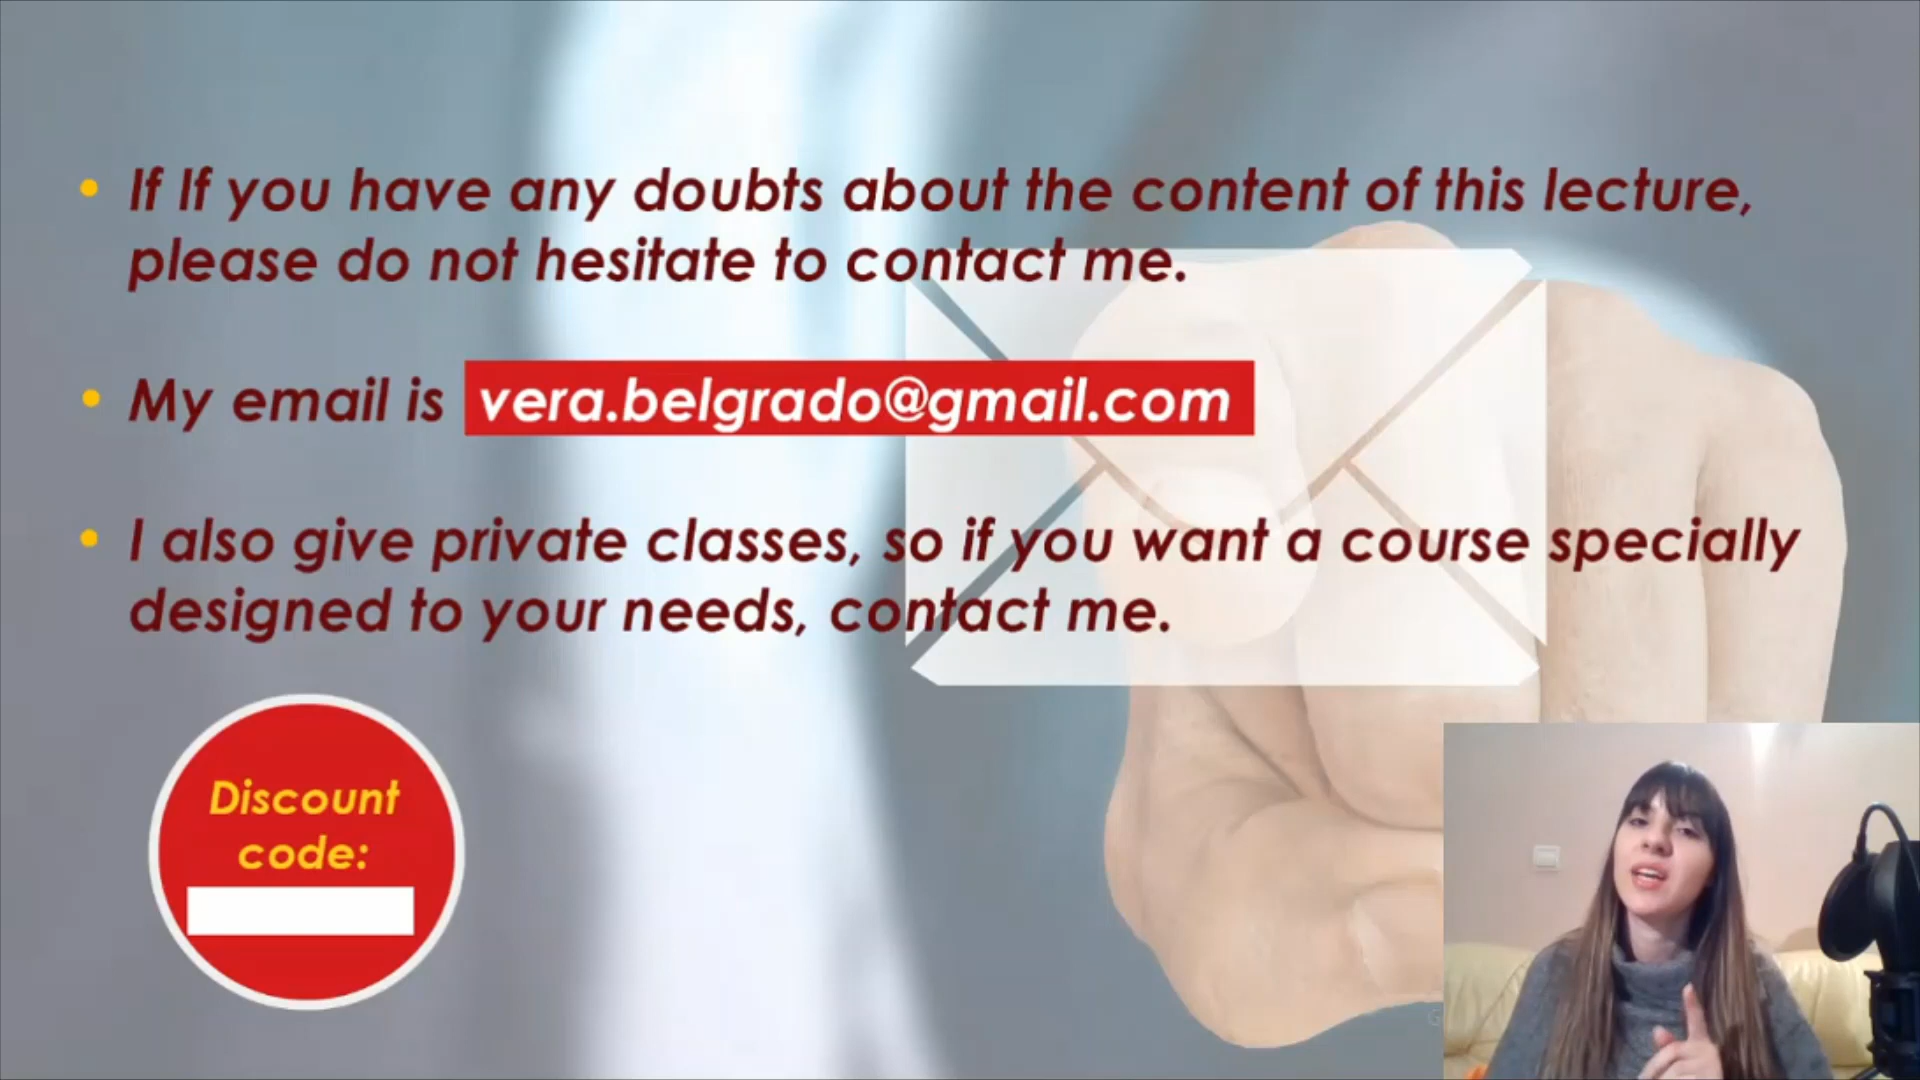 • If If you have any doubts about the content of this lecture,
please do not hesitate to contact me.
• My email is vera.belgrado@gmail.com
• I also give private classes, so if you want a course specially
designed to your needs, contact me.
Discount
code: